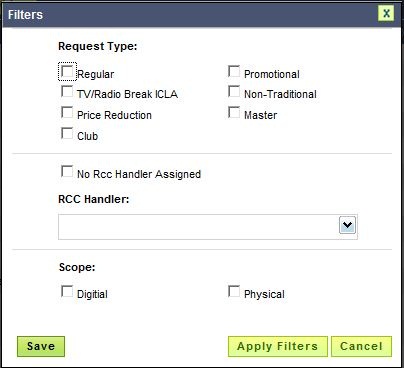 Filters X
Request Type:
Regular Promotional
TV/Radio Break ICLA Non-Traditional
Price Reduction Master
Club
No Rcc Handler Assigned
RCC Handler:
Scope:
Digitial Physical
Save Apply Filters Cancel